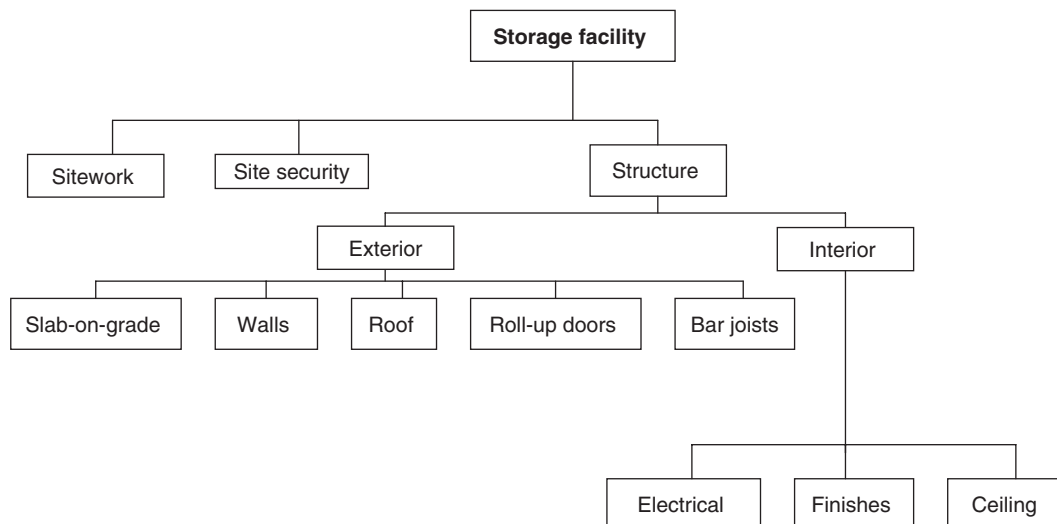 Storage facility
Sitework
Site security
Structure
Exterior
Interior
Slab-on-grade
Walls
Roof
Roll-up doors
Bar joists
Electrical
Finishes
Ceiling